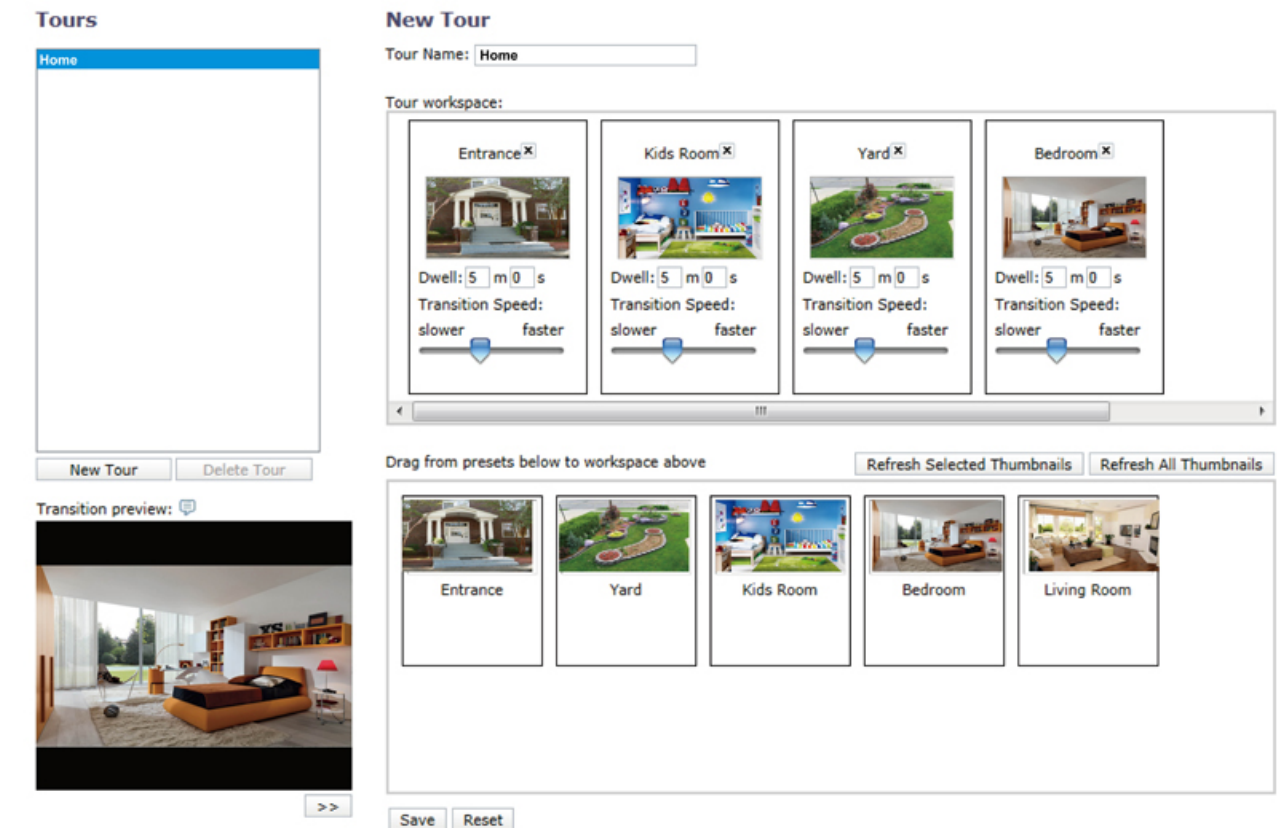 Tours
Home
New Tour Delete Tour
Transition preview:
>>
New Tour
Tour Name: Home
Tour workspace:
Entrance x Kids Room x Yard x Bedroom x
Dwell: 5 m 0 s Dwell: 5 m 0 s Dwell: 5 m 0 s Dwell: 5 m 0 s
Transition Speed: Transition Speed: Transition Speed: Transition Speed:
slower faster slower faster slower faster slower faster
Drag from presets below to workspace above Refresh Selected Thumbnails Refresh All Thumbnails
Entrance Yard Kids Room Bedroom Living Room
Save Reset